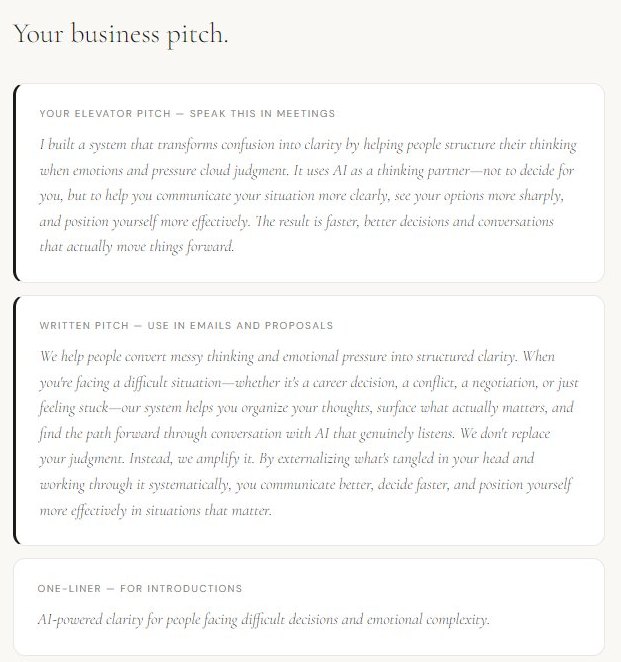 Your business pitch.
YOUR ELEVATOR PITCH — SPEAK THIS IN MEETINGS
I built a system that transforms confusion into clarity by helping people structure their thinking
when emotions and pressure cloud judgment. It uses AI as a thinking partner—not to decide for
you, but to help you communicate your situation more clearly, see your options more sharply,
and position yourself more effectively. The result is faster, better decisions and conversations
that actually move things forward.
WRITTEN PITCH — USE IN EMAILS AND PROPOSALS
We help people convert messy thinking and emotional pressure into structured clarity. When
you're facing a difficult situation—whether it's a career decision, a conflict, a negotiation, or just
feeling stuck—our system helps you organize your thoughts, surface what actually matters, and
find the path forward through conversation with AI that genuinely listens. We don't replace
your judgment. Instead, we amplify it. By externalizing what's tangled in your head and
working through it systematically, you communicate better, decide faster, and position yourself
more effectively in situations that matter.
ONE-LINER — FOR INTRODUCTIONS
AI-powered clarity for people facing difficult decisions and emotional complexity.